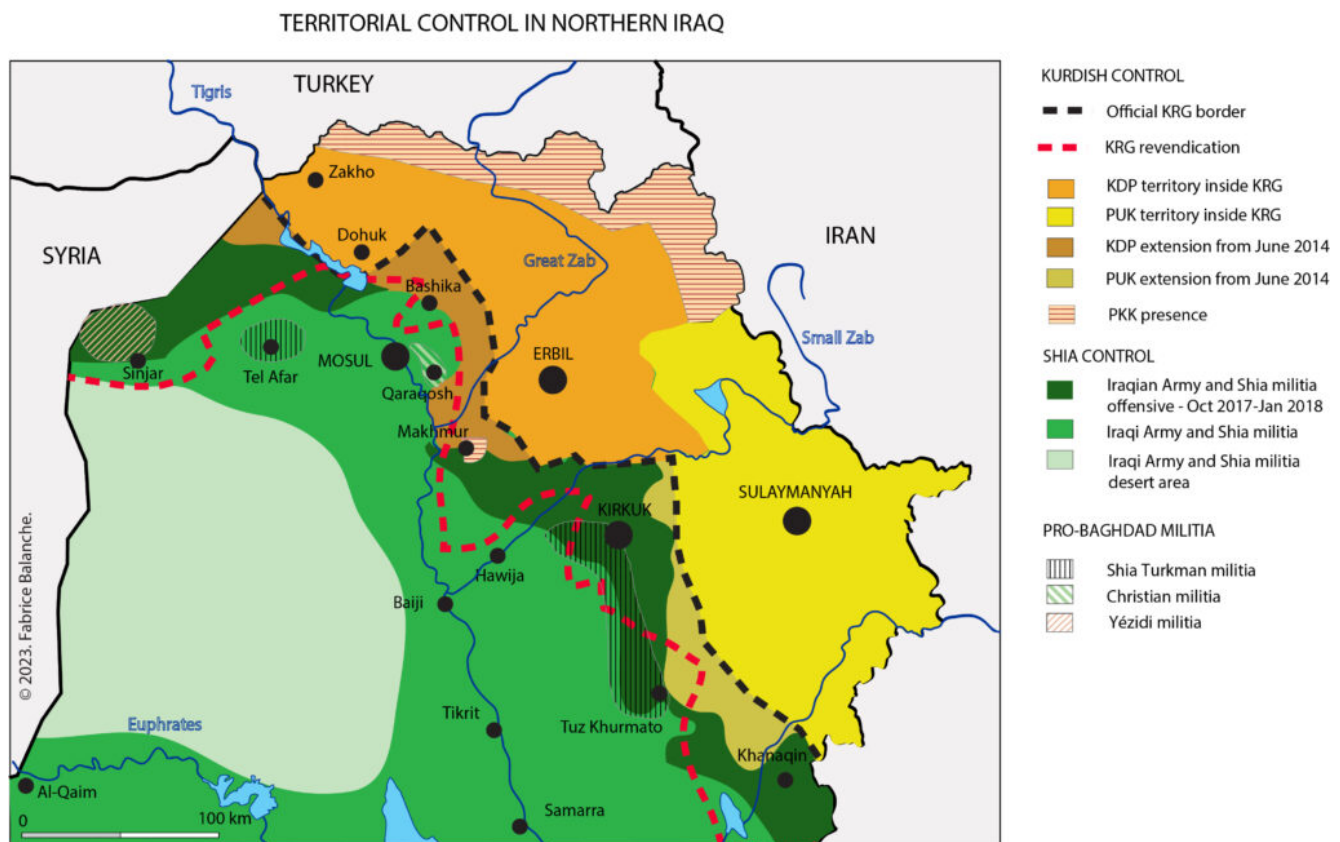 TERRITORIAL CONTROL IN NORTHERN IRAQ
TURKEY
Tigris
Zakho
SYRIA
Dohuk
Great Zab
IRAN
Bashika
Small Zab
Sinjar
Tel Afar
MOSUL
ERBIL
Qaraqosh
Makhmur
KIRKUK
SULAYMANYAH
Hawija
Baiji
Tikrit
Tuz Khurmato
Euphrates
Khanaqin
Al-Qaim
Samarra
0
100 km
© 2023. Fabrice Balanche.
KURDISH CONTROL
Official KRG border
KRG revendication
KDP territory inside KRG
PUK territory inside KRG
KDP extension from June 2014
PUK extension from June 2014
PKK presence
SHIA CONTROL
Iraqian Army and Shia militia
offensive - Oct 2017-Jan 2018
Iraqi Army and Shia militia
Iraqi Army and Shia militia
desert area
PRO-BAGHDAD MILITIA
Shia Turkman militia
Christian militia
Yézidi militia